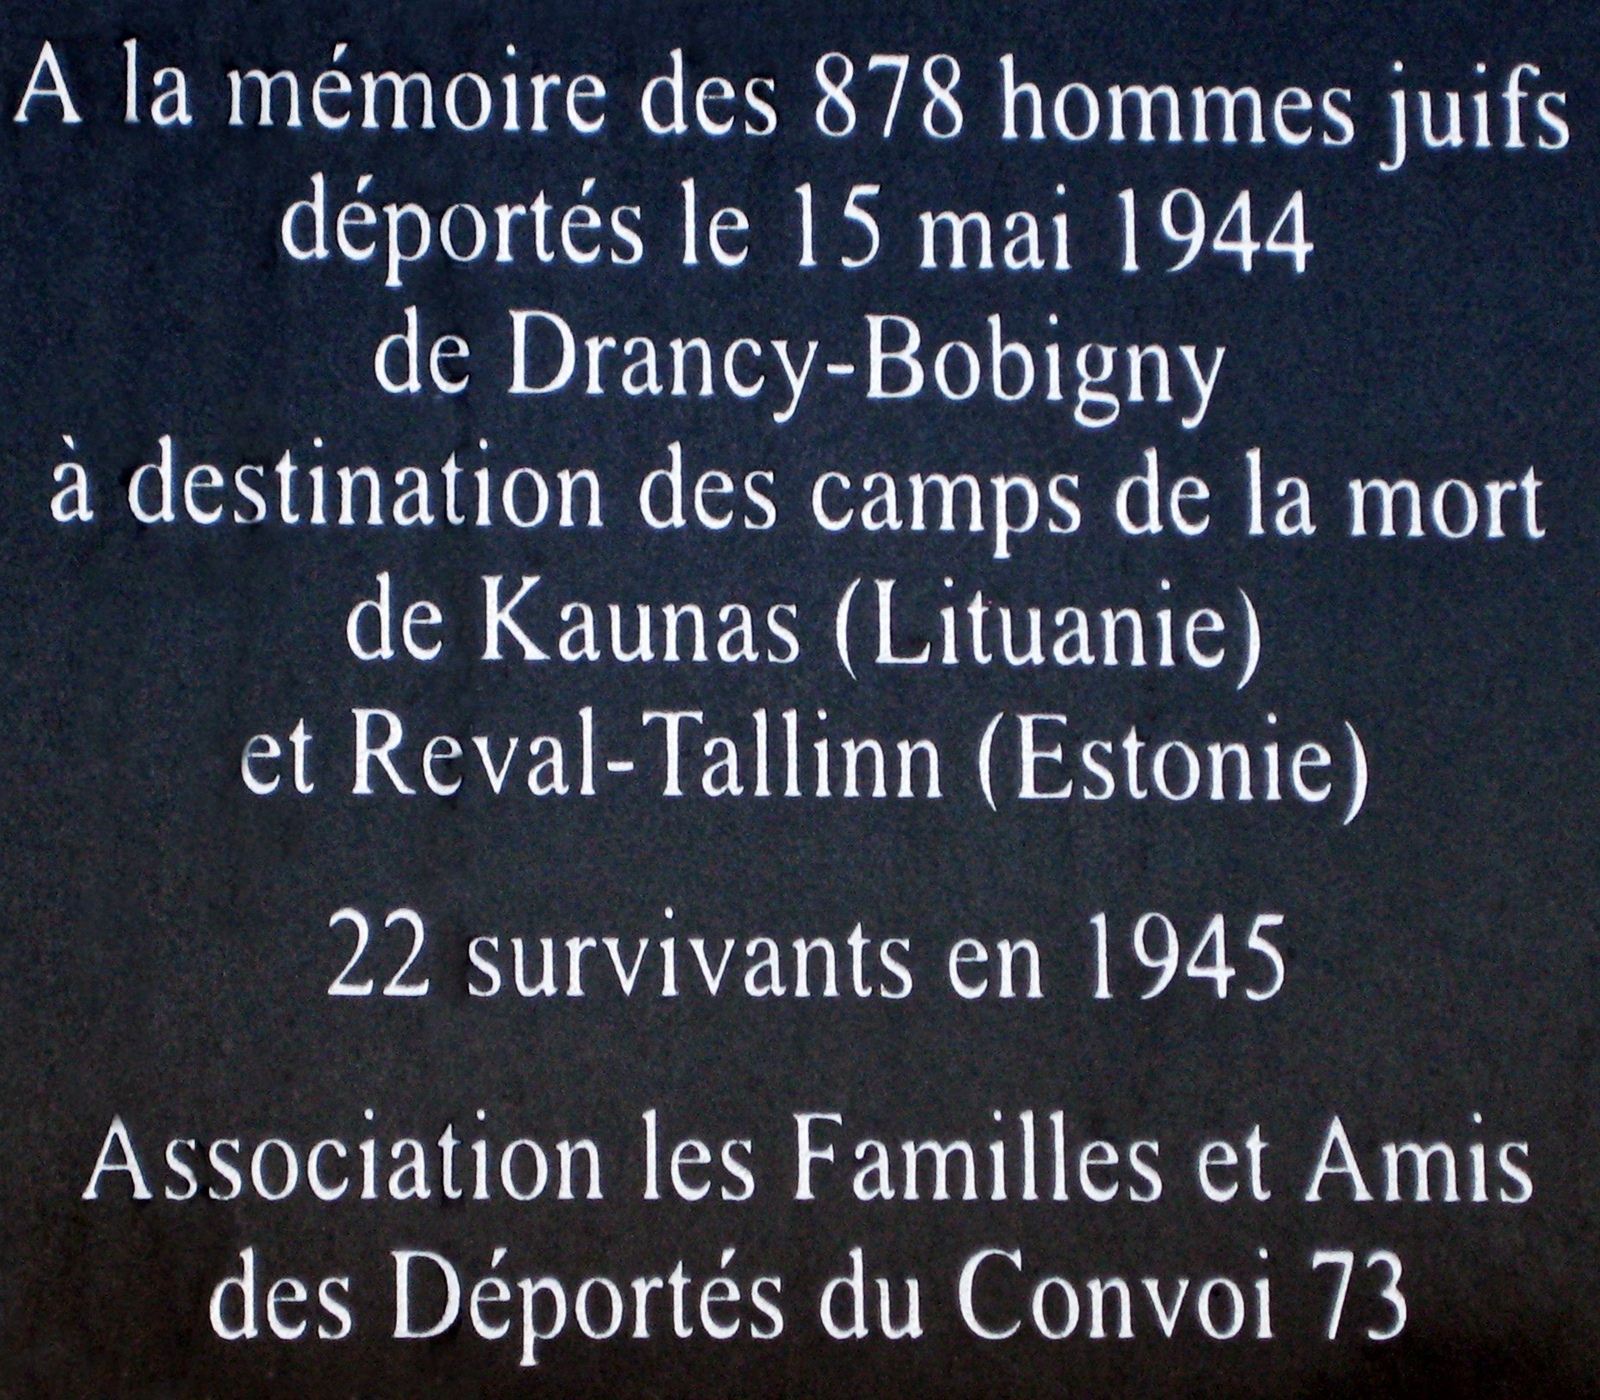 A la mémoire des 878 hommes juifs
déportés le 15 mai 1944
de Drancy-Bobigny
à destination des camps de la mort
de Kaunas (Lituanie)
et Reval-Tallinn (Estonie)
22 survivants en 1945
Association les Familles et Amis
des Déportés du Convoi 73